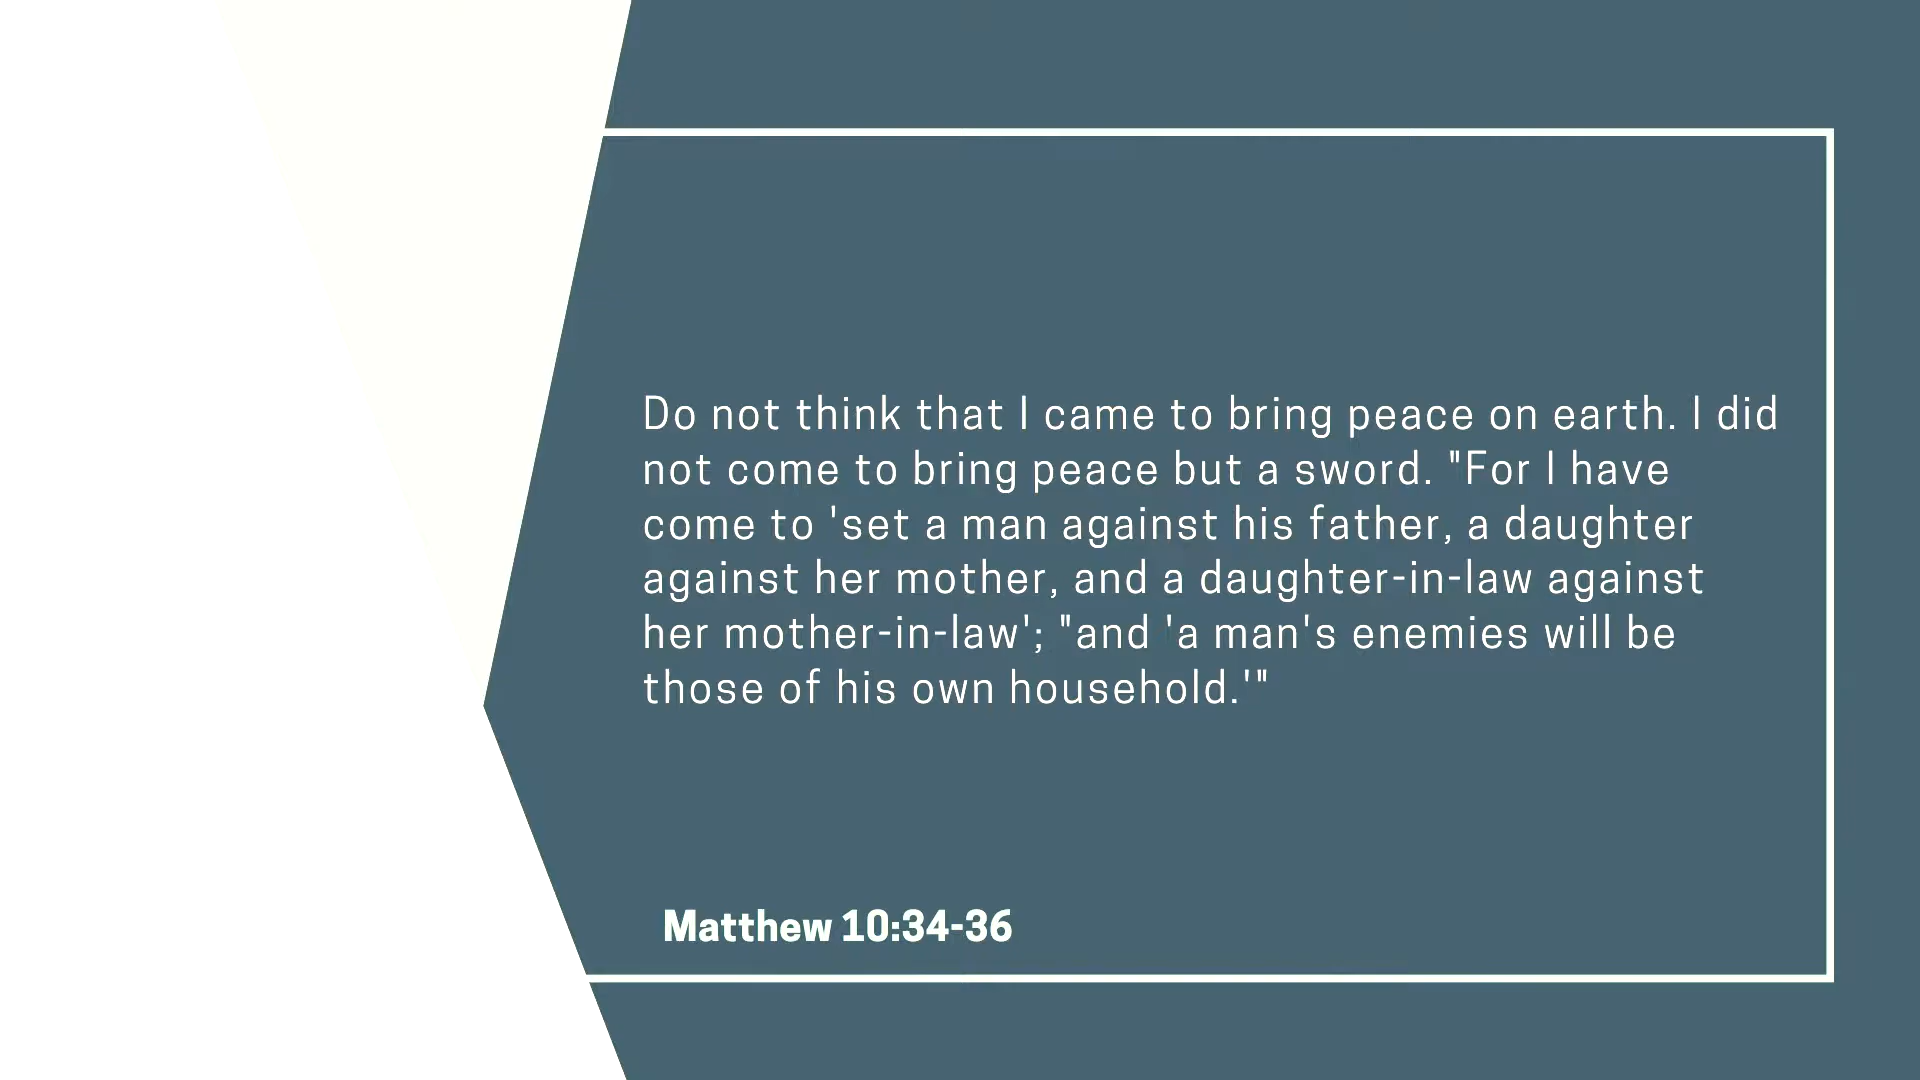 Do not think that I came to bring peace on earth. I did
not come to bring peace but a sword. "For I have
come to 'set a man against his father, a daughter
against her mother, and a daughter-in-law against
her mother-in-law'; "and 'a man's enemies will be
those of his own household.'"
Matthew 10:34-36